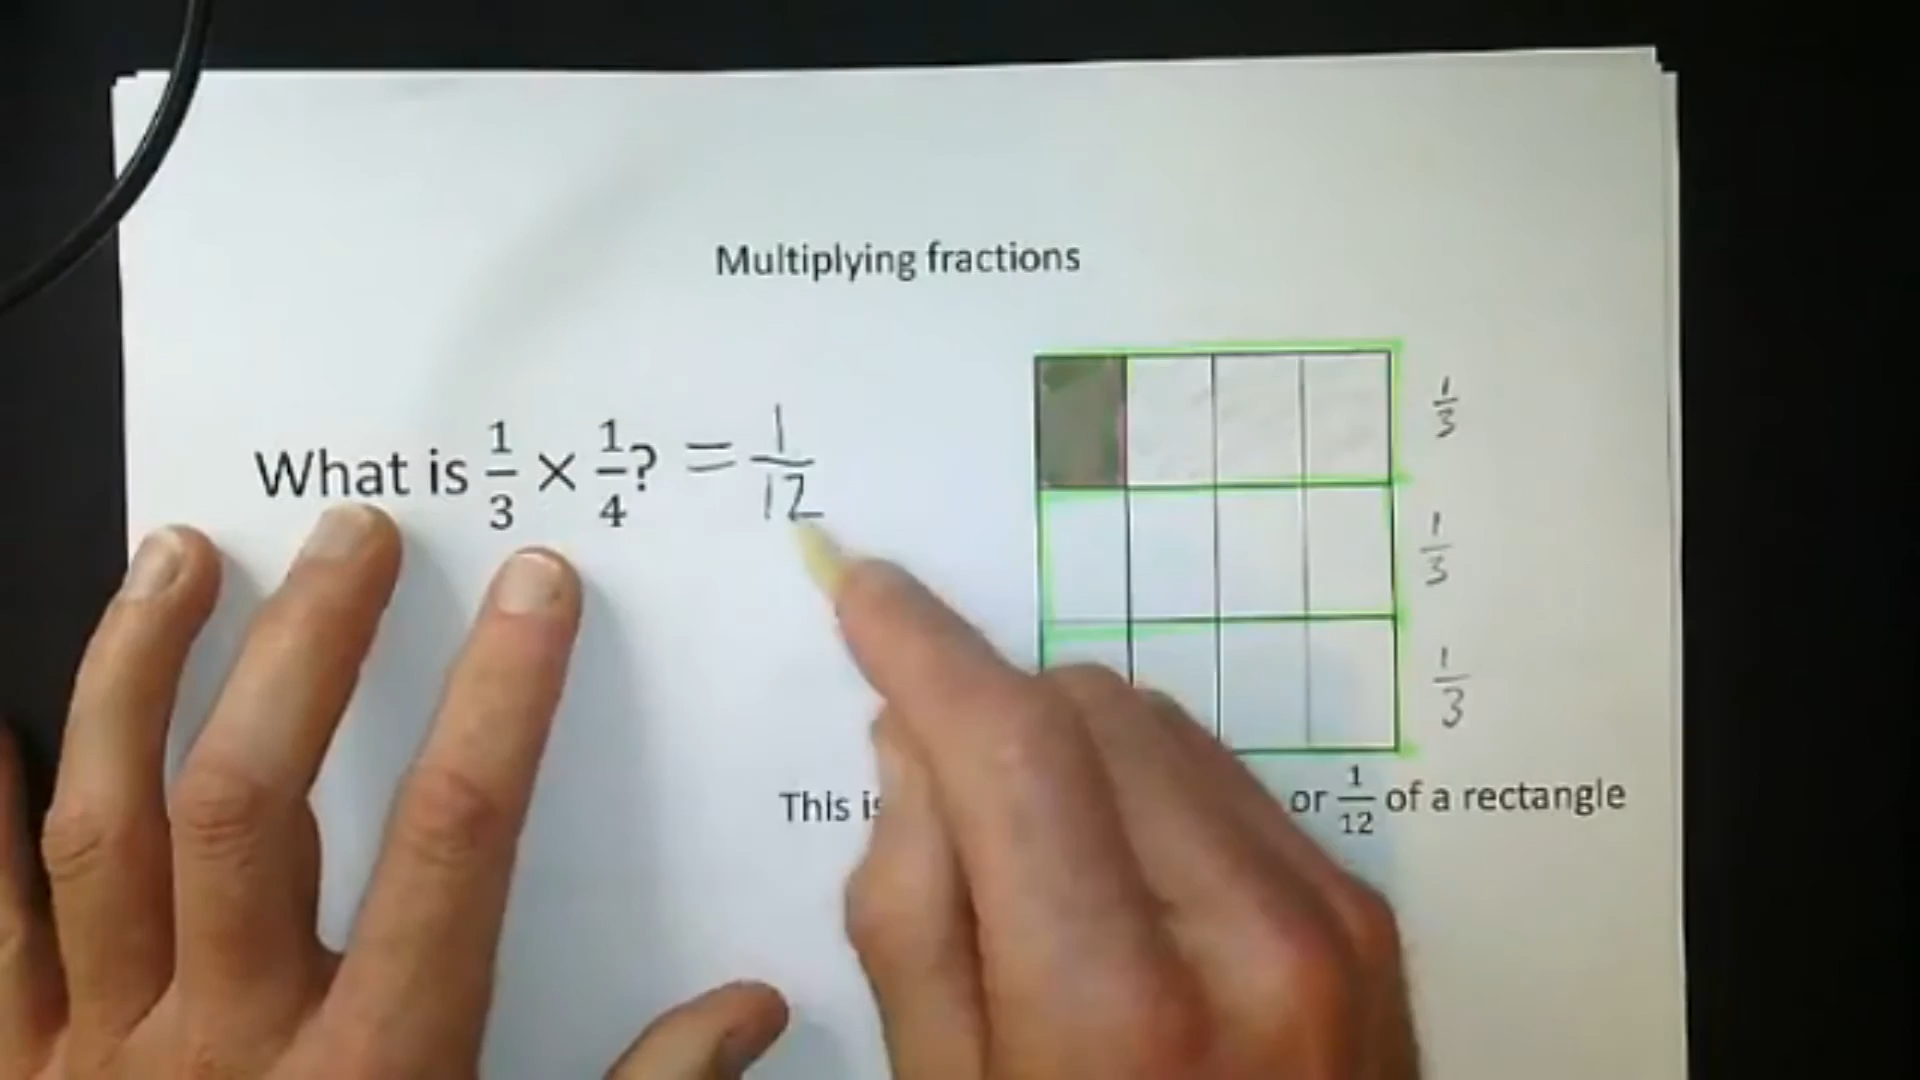 Multiplying fractions
What is 1/3 × 1/4? = 1/12
1/3
1/3
1/3
This is or 1/12 of a rectangle